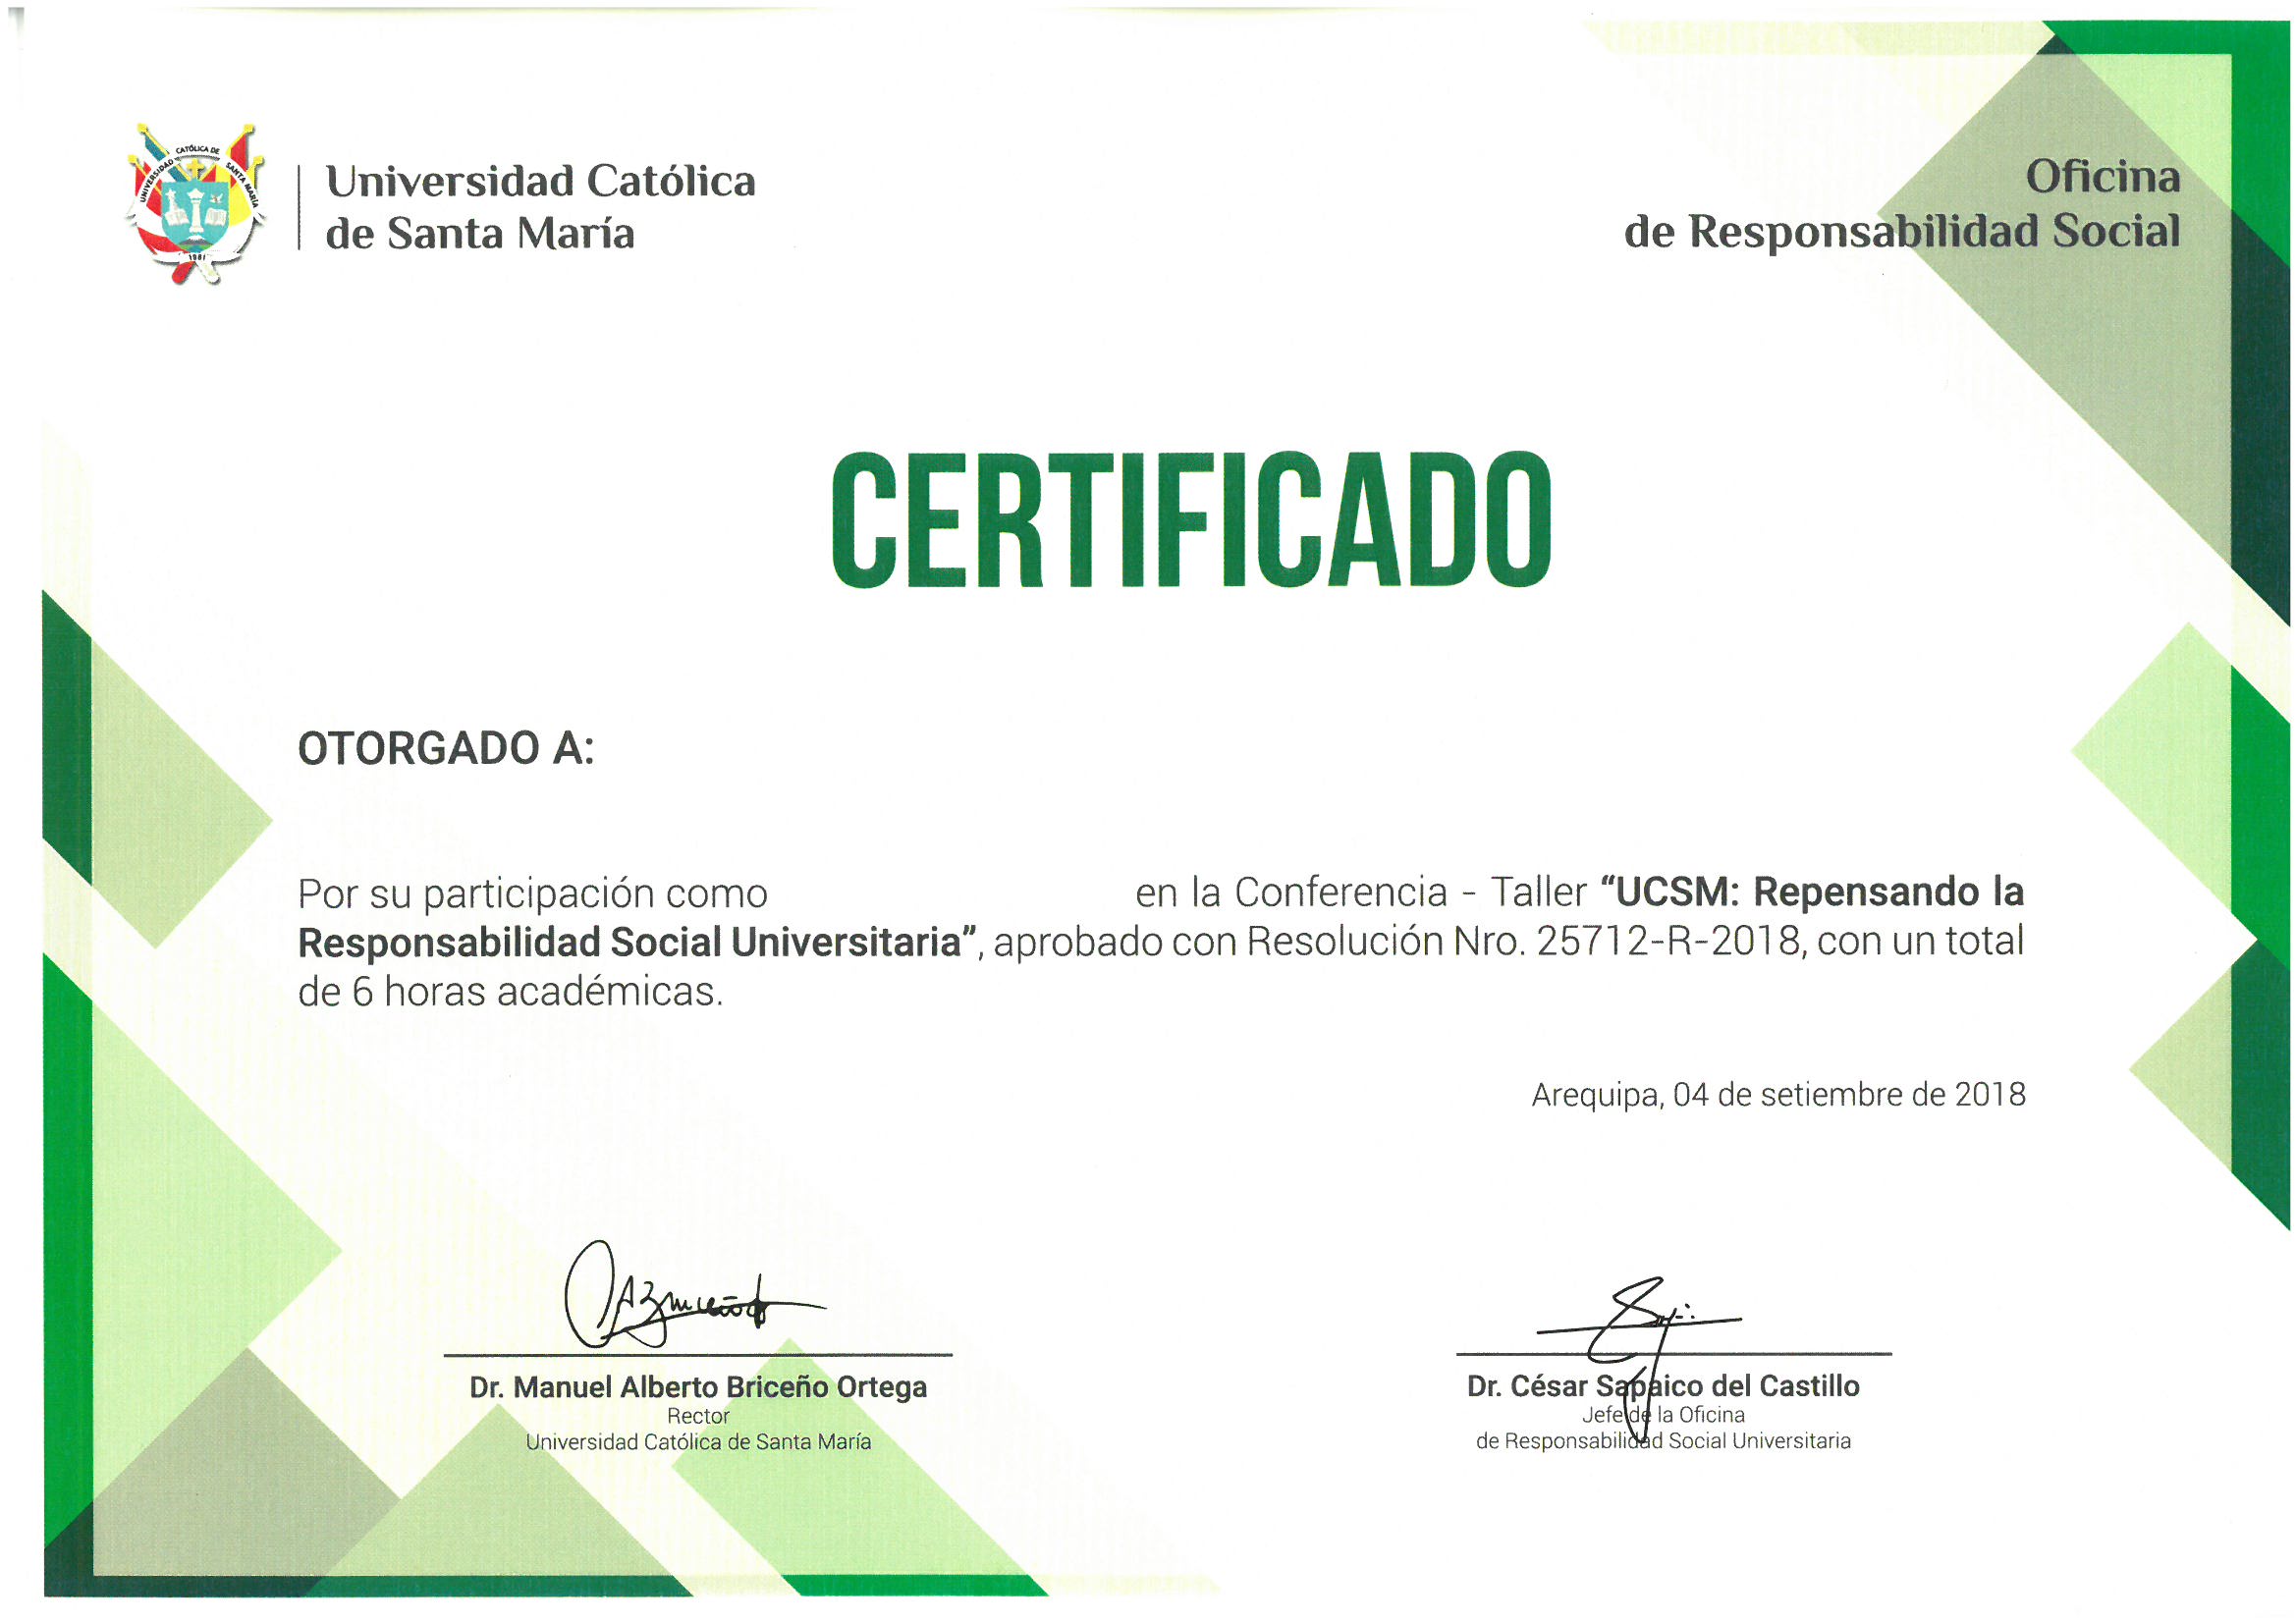 UNIVERSIDAD CATÓLICA DE SANTA MARÍA
1961
Universidad Católica
de Santa María
Oficina
de Responsabilidad Social
CERTIFICADO
OTORGADO A:
Por su participación como en la Conferencia - Taller “UCSM: Repensando la
Responsabilidad Social Universitaria”, aprobado con Resolución Nro. 25712-R-2018, con un total
de 6 horas académicas.
Arequipa, 04 de setiembre de 2018
Dr. Manuel Alberto Briceño Ortega
Rector
Universidad Católica de Santa María
Dr. César Sapaico del Castillo
Jefe de la Oficina
de Responsabilidad Social Universitaria